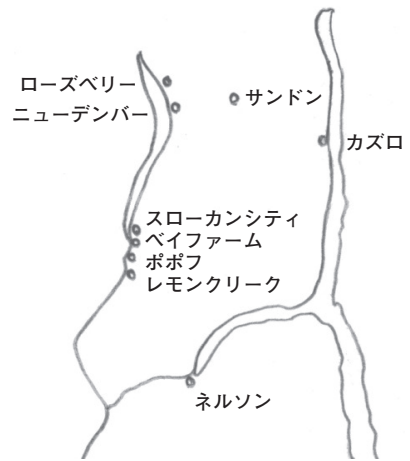 ローズベリー
ニューデンバー
サンドン
カズロ
スローカンシティ
ベイファーム
ポポフ
レモンクリーク
ネルソン